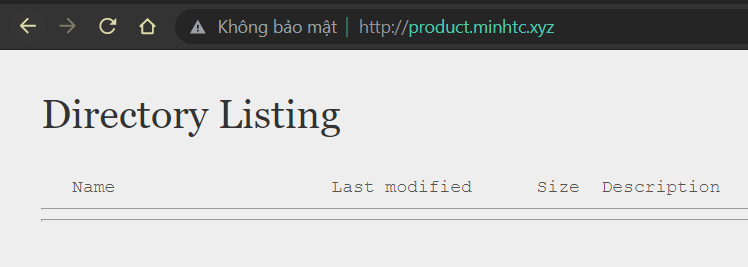 Không bảo mật | http://product.minhtc.xyz
Directory Listing
Name Last modified Size Description